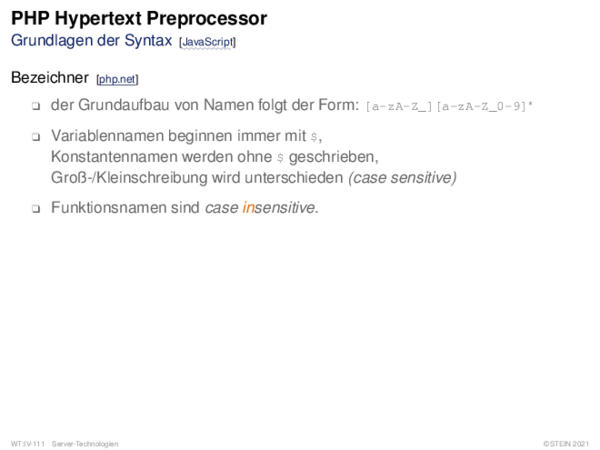 PHP Hypertext Preprocessor
Grundlagen der Syntax [JavaScript]
Bezeichner [php.net]
❑ der Grundaufbau von Namen folgt der Form: [a-zA-Z_][a-zA-Z_0-9]*
❑ Variablennamen beginnen immer mit $,
Konstantennamen werden ohne $ geschrieben,
Groß-/Kleinschreibung wird unterschieden (case sensitive)
❑ Funktionsnamen sind case insensitive.
WT:IV-111 Server-Technologien ©STEIN 2021